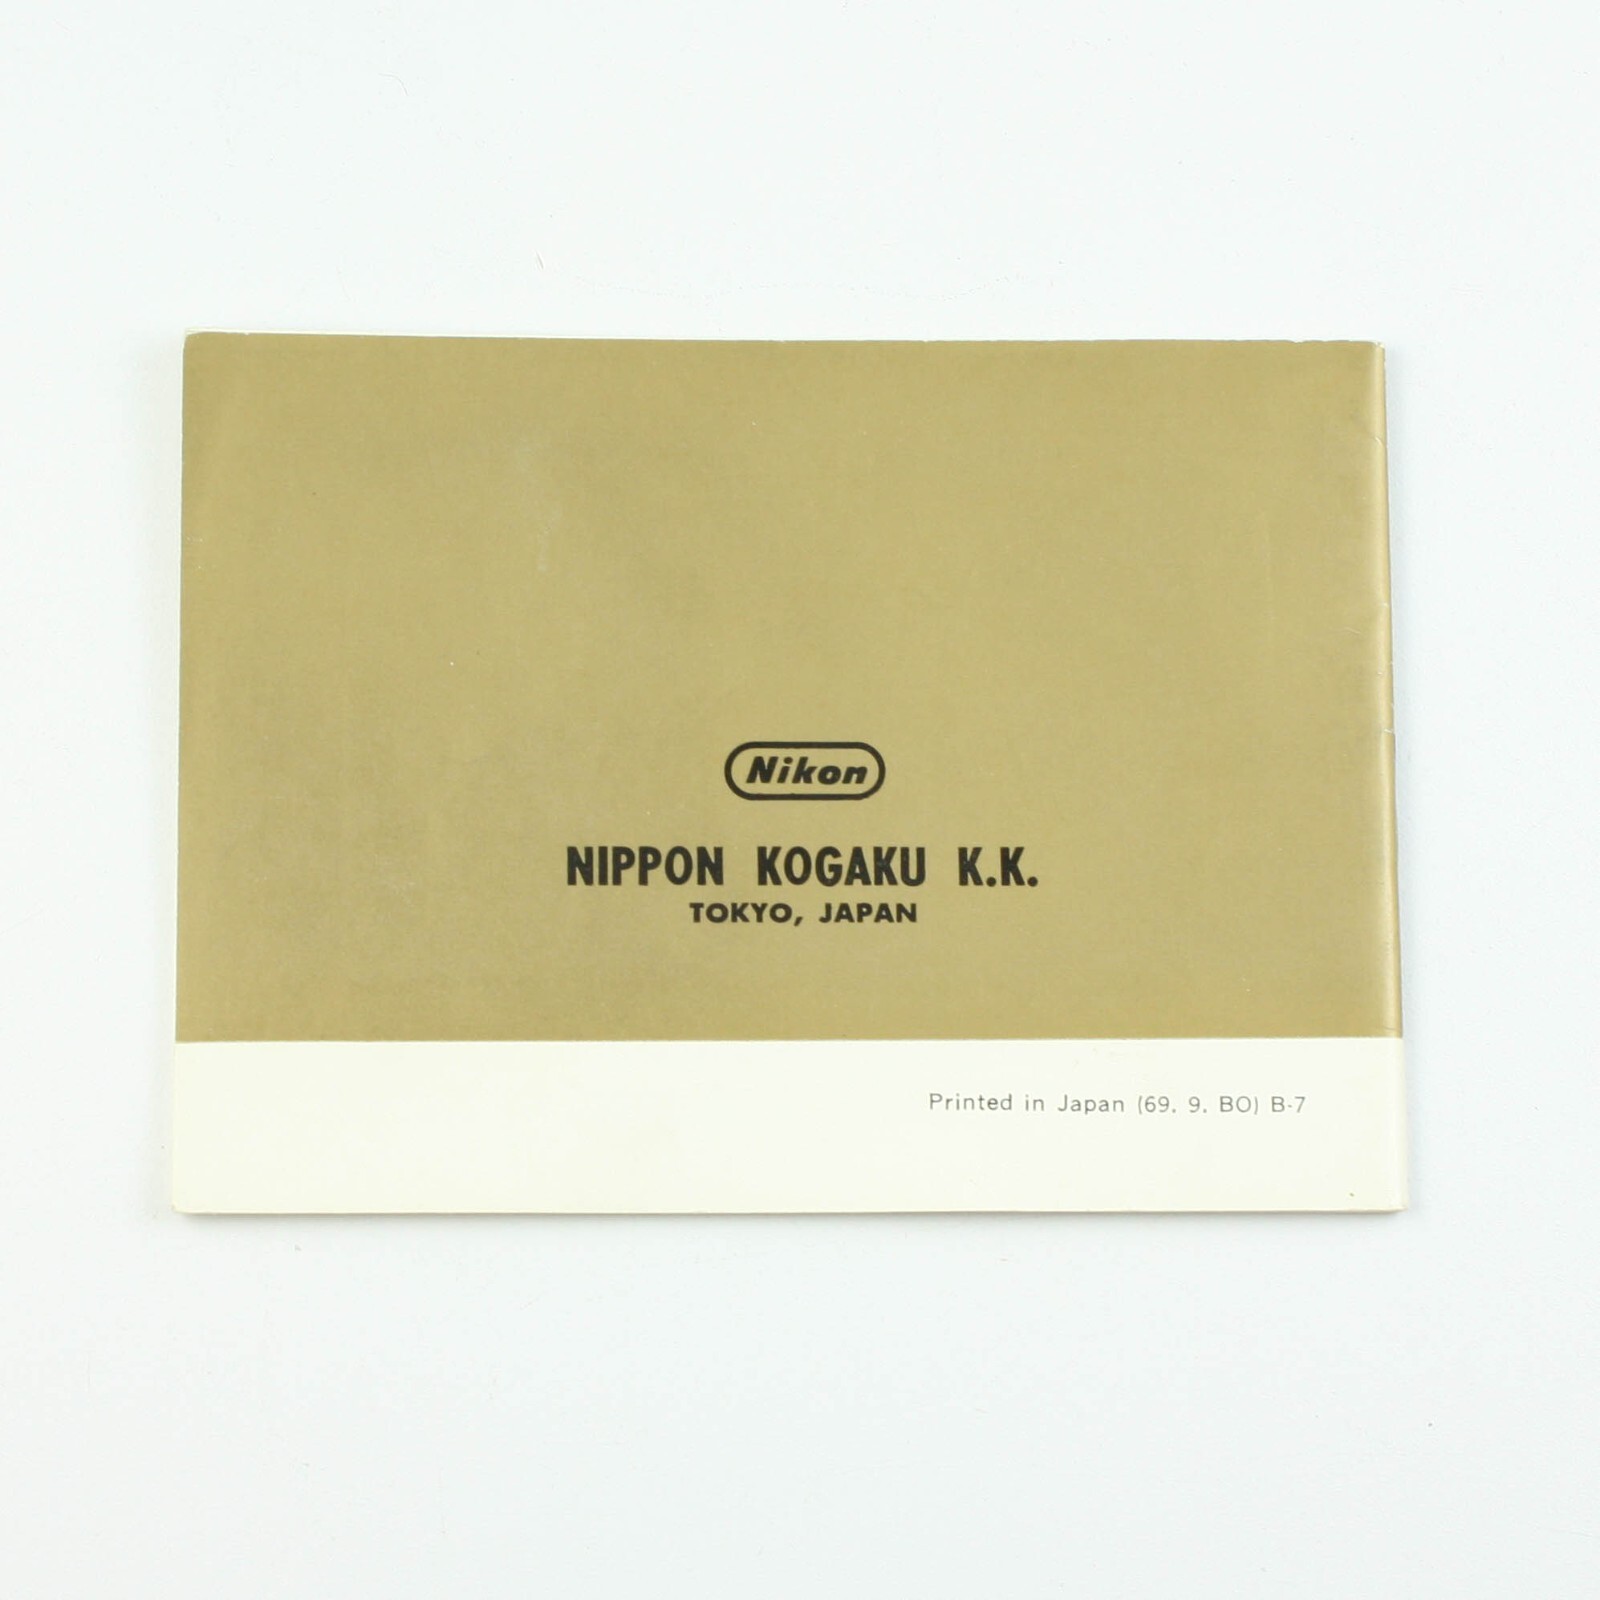 Nikon
NIPPON KOGAKU K.K.
TOKYO, JAPAN
Printed in Japan (69. 9. BO) B-7